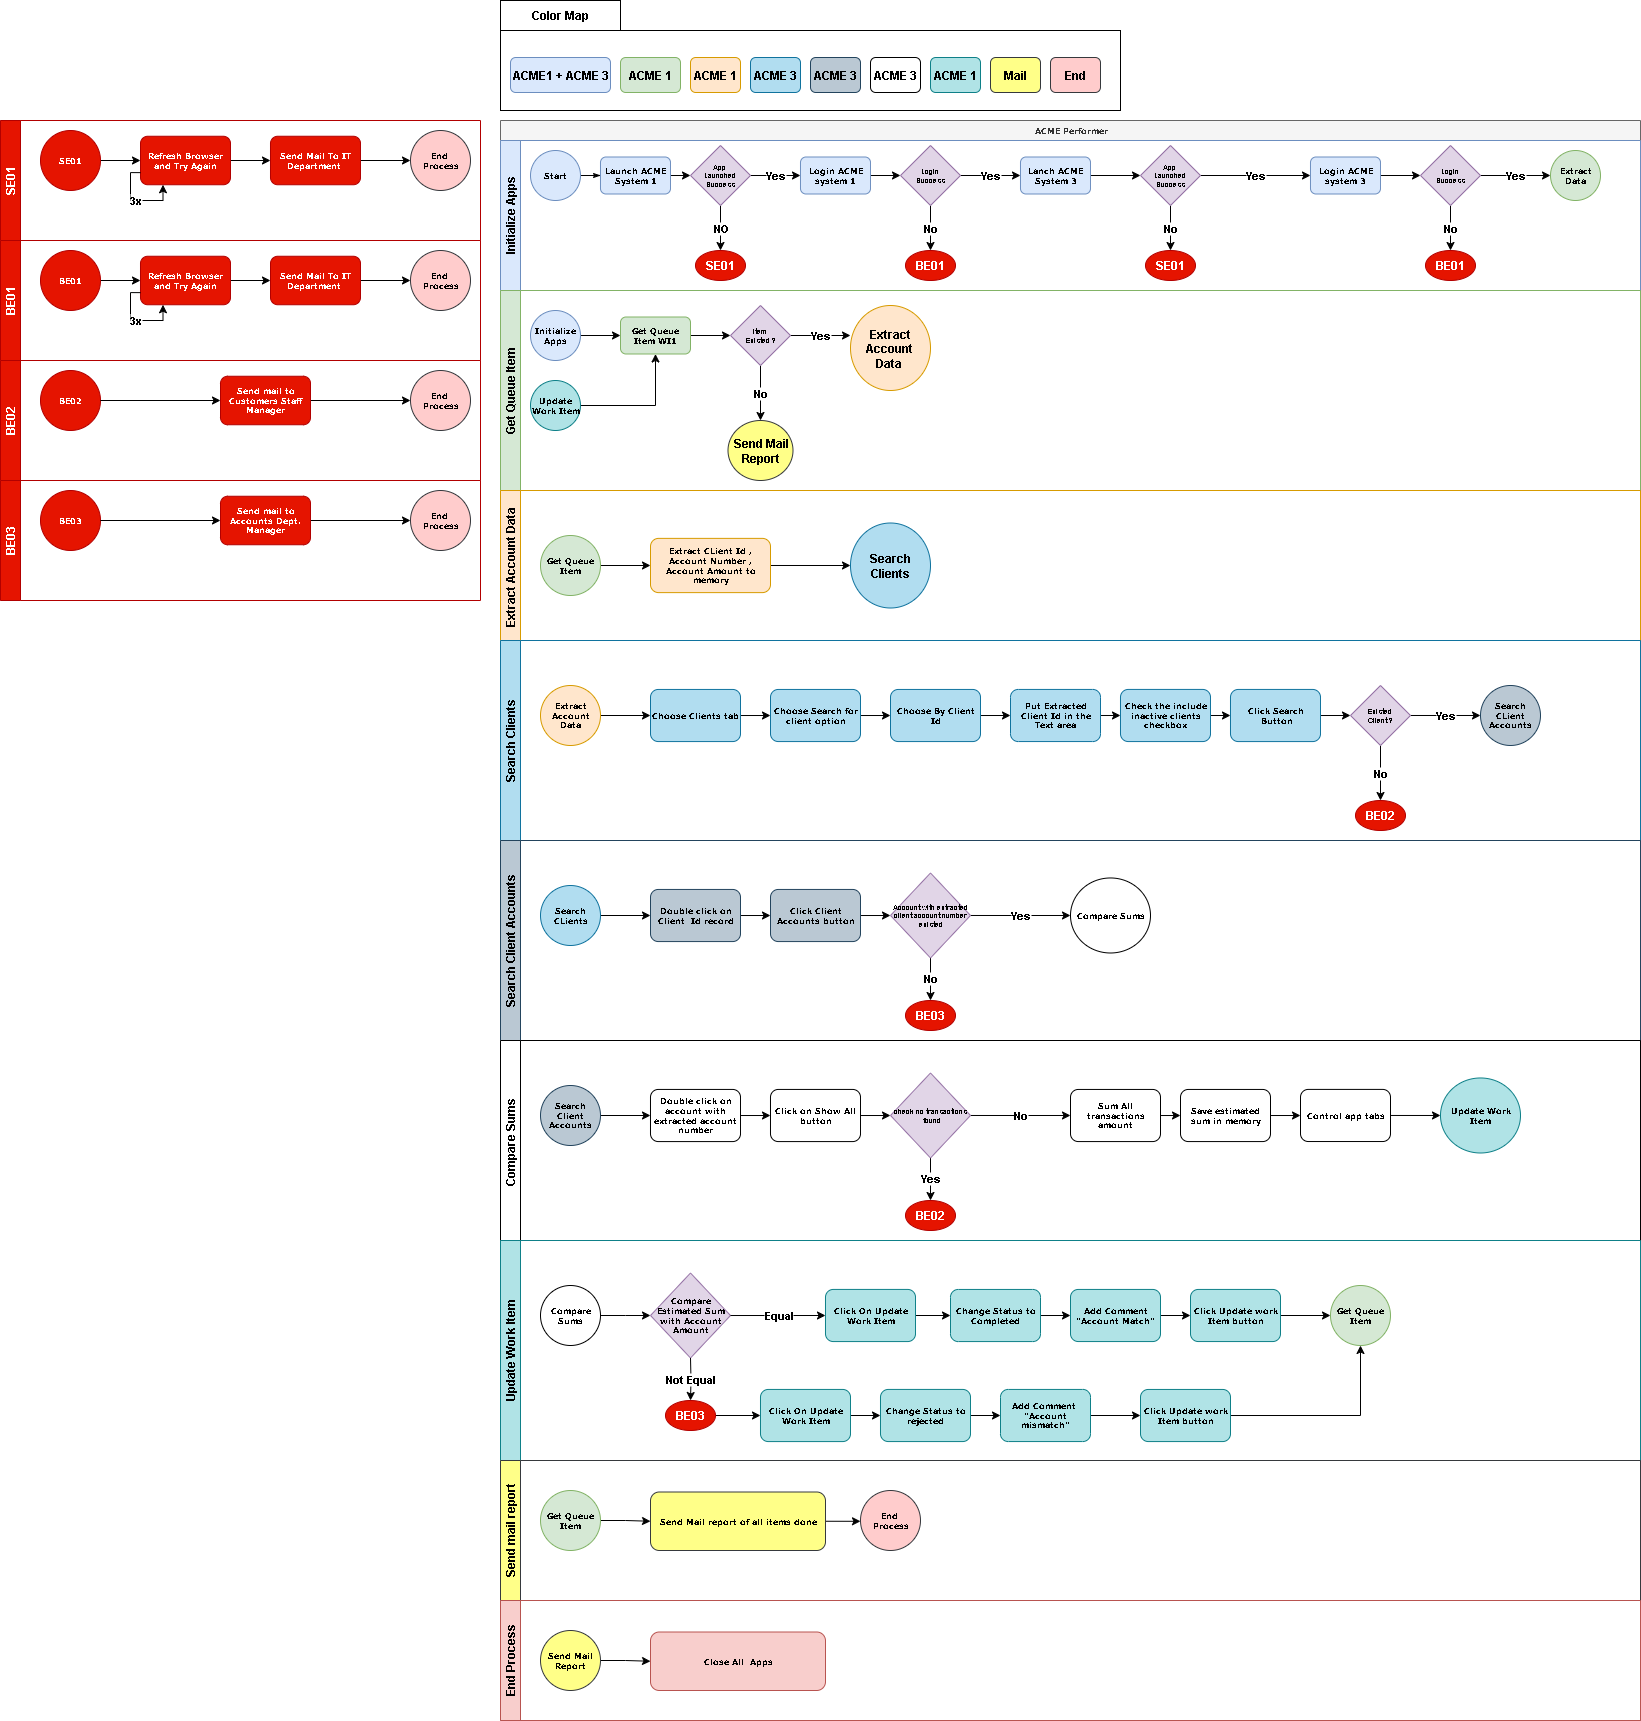 Color Map
ACME1 + ACME 3
ACME 1
ACME 1
ACME 3
ACME 3
ACME 3
ACME 1
Mail
End
SE01
SE01
Refresh Browser
and Try Again
3x
Send Mail To IT
Department
End
Process
BE01
BE01
Refresh Browser
and Try Again
3x
Send Mail To IT
Department
End
Process
BE02
BE02
Send mail to
Customers Staff
Manager
End
Process
BE03
BE03
Send mail to
Accounts Dept.
Manager
End
Process
ACME Performer
Initialize Apps
Start
Launch ACME
System 1
App
Launched
Success
Yes
NO
SE01
Login ACME
system 1
Login
Success
Yes
No
BE01
Lanch ACME
System 3
App
Launched
Success
Yes
No
SE01
Login ACME
system 3
Login
Success
Yes
No
BE01
Extract
Data
Get Queue Item
Initialize
Apps
Update
Work Item
Get Queue
Item WI1
Item
Existed ?
Yes
No
Extract
Account
Data
Send Mail
Report
Extract Account Data
Get Queue
Item
Extract CLient Id ,
Account Number ,
Account Amount to
memory
Search
Clients
Search Clients
Extract
Account
Data
Choose Clients tab
Choose Search for
client option
Choose By Client
Id
Put Extracted
Client Id in the
Text area
Check the include
inactive clients
checkbox
Click Search
Button
Existed
Client?
Yes
No
BE02
Search
CLient
Accounts
Search Client Accounts
Search
CLients
Double click on
Client  Id record
Click Client
Accounts button
Account with extracted
client account number
existed
Yes
No
BE03
Compare Sums
Compare Sums
Search
Client
Accounts
Double click on
account with
extracted account
number
Click on Show All
button
check no transactions
found
No
Yes
BE02
Sum All
transactions
amount
Save estimated
sum in memory
Control app tabs
Update Work
Item
Update Work Item
Compare
Sums
Compare
Estimated Sum
with Account
Amount
Equal
Not Equal
Click On Update
Work Item
Change Status to
Completed
Add Comment
"Account Match"
Click Update work
Item button
Get Queue
Item
BE03
Click On Update
Work Item
Change Status to
rejected
Add Comment
"Account
mismatch"
Click Update work
Item button
Send mail report
Get Queue
Item
Send Mail report of all items done
End
Process
End Process
Send Mail
Report
Close All  Apps